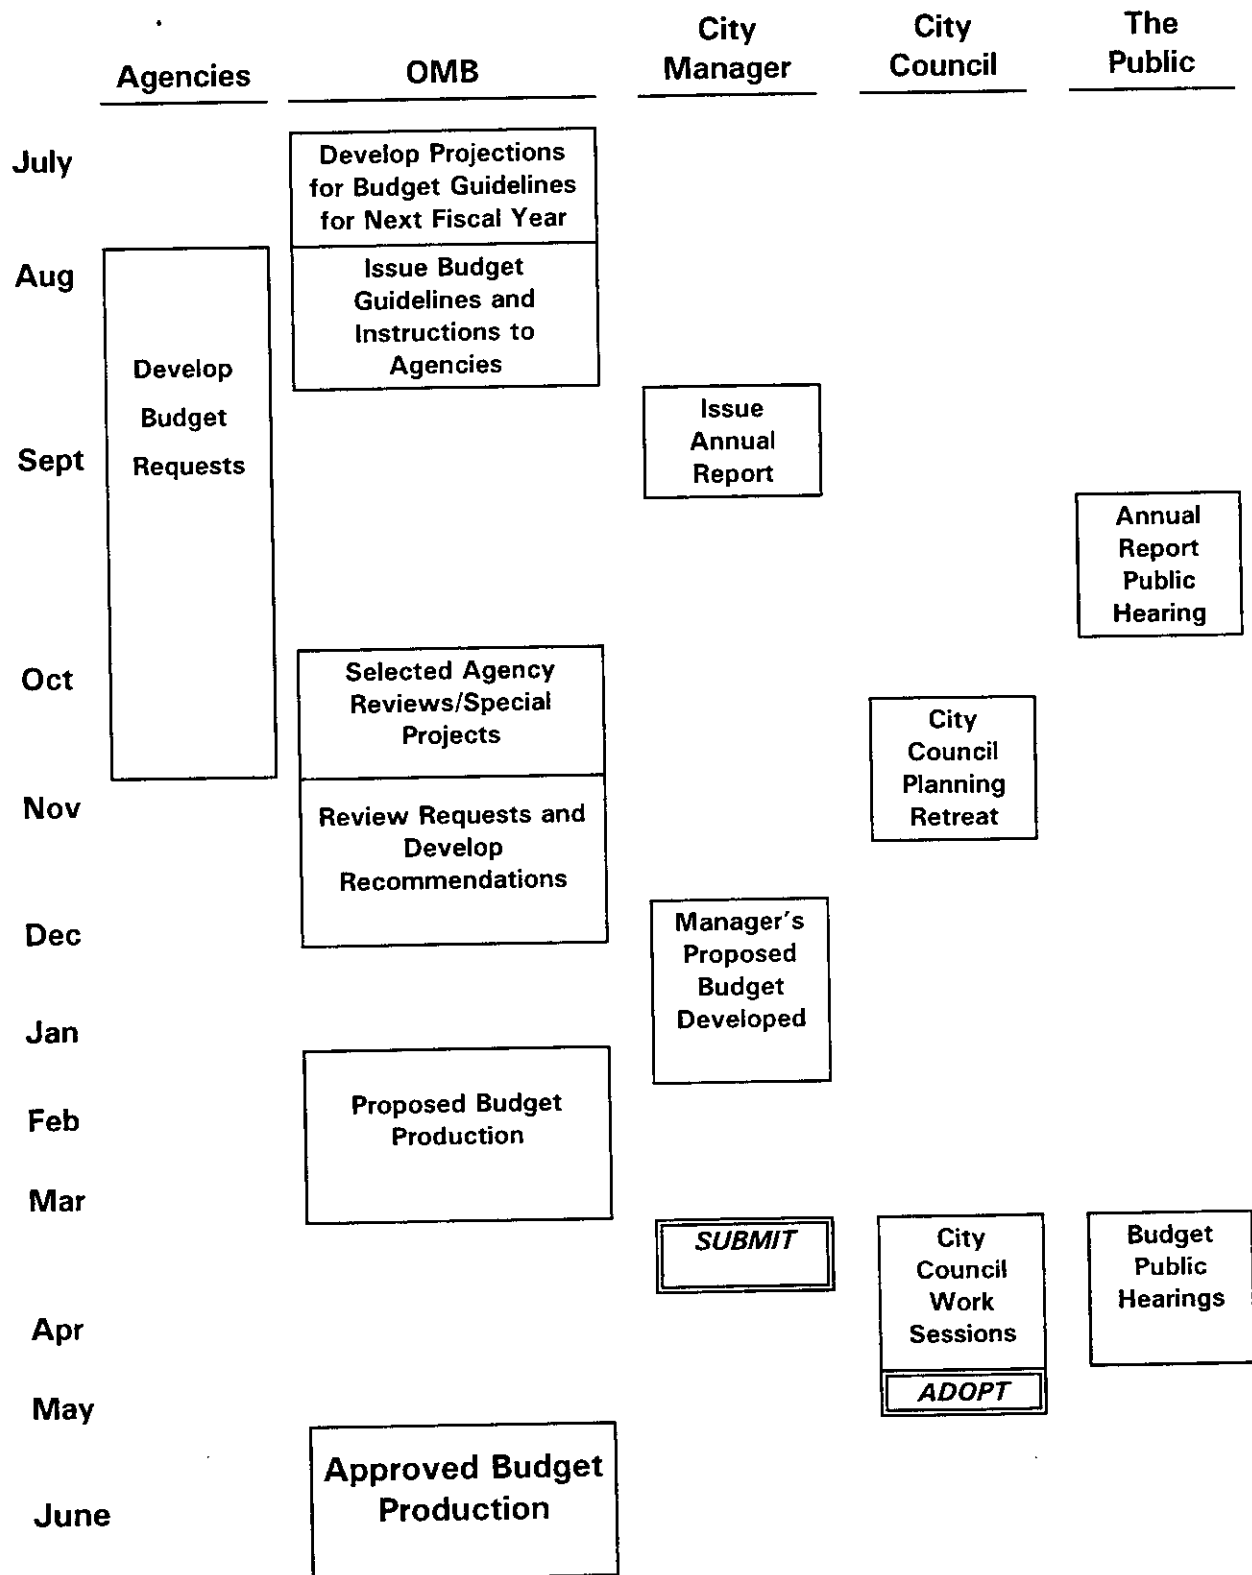 Agencies
OMB
City
Manager
City
Council
The
Public
July
Develop Projections
for Budget Guidelines
for Next Fiscal Year
Aug
Issue Budget
Guidelines and
Instructions to
Agencies
Develop
Budget
Requests
Sept
Issue
Annual
Report
Annual
Report
Public
Hearing
Oct
Selected Agency
Reviews/Special
Projects
City
Council
Planning
Retreat
Nov
Review Requests and
Develop
Recommendations
Dec
Manager's
Proposed
Budget
Developed
Jan
Feb
Proposed Budget
Production
Mar
SUBMIT
City
Council
Work
Sessions
Budget
Public
Hearings
Apr
ADOPT
May
Approved Budget
Production
June